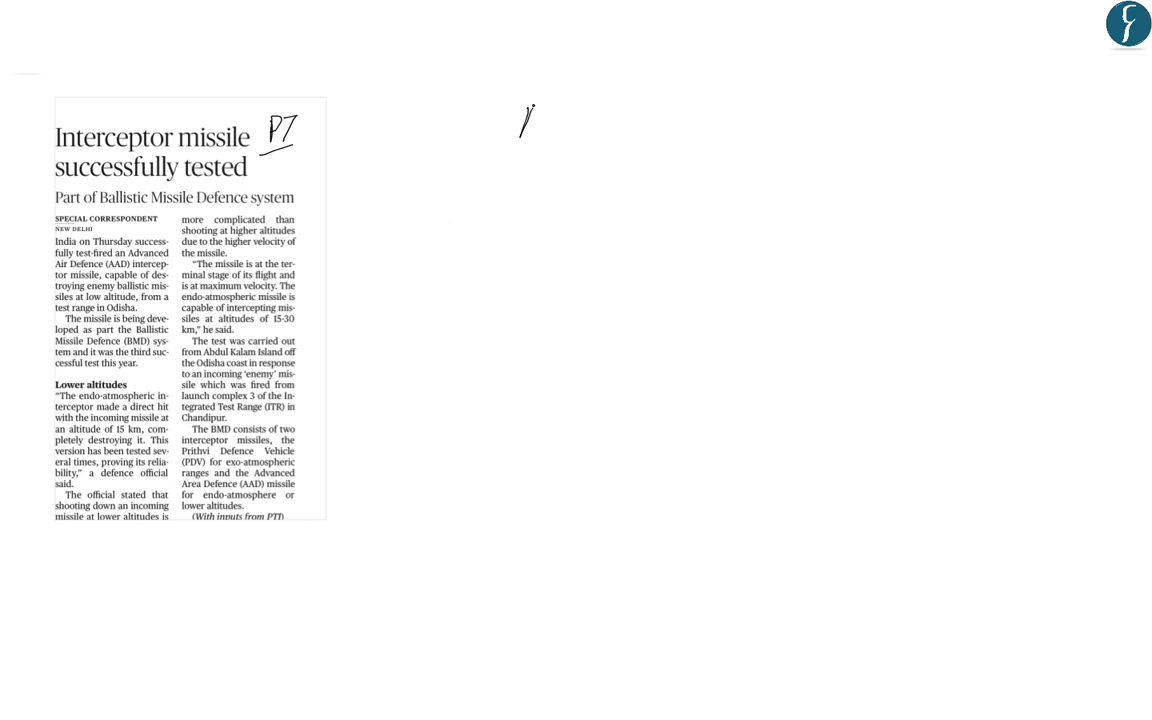 Interceptor missile
P7
successfully tested
Part of Ballistic Missile Defence system
SPECIAL CORRESPONDENT
NEW DELHI
India on Thursday success-
fully test-fired an Advanced
Air Defence (AAD) intercep-
tor missile, capable of des-
troying enemy ballistic mis-
siles at low altitude, from a
test range in Odisha.
The missile is being deve-
loped as part the Ballistic
Missile Defence (BMD) sys-
tem and it was the third suc-
cessful test this year.
Lower altitudes
“The endo-atmospheric in-
terceptor made a direct hit
with the incoming missile at
an altitude of 15 km, com-
pletely destroying it. This
version has been tested sev-
eral times, proving its relia-
bility,” a defence official
said.
The official stated that
shooting down an incoming
missile at lower altitudes is
more complicated than
shooting at higher altitudes
due to the higher velocity of
the missile.
“The missile is at the ter-
minal stage of its flight and
is at maximum velocity. The
endo-atmospheric missile is
capable of intercepting mis-
siles at altitudes of 15-30
km,” he said.
The test was carried out
from Abdul Kalam Island off
the Odisha coast in response
to an incoming ‘enemy’ mis-
sile which was fired from
launch complex 3 of the In-
tegrated Test Range (ITR) in
Chandipur.
The BMD consists of two
interceptor missiles, the
Prithvi Defence Vehicle
(PDV) for exo-atmospheric
ranges and the Advanced
Area Defence (AAD) missile
for endo-atmosphere or
lower altitudes.
(With inputs from PTI)